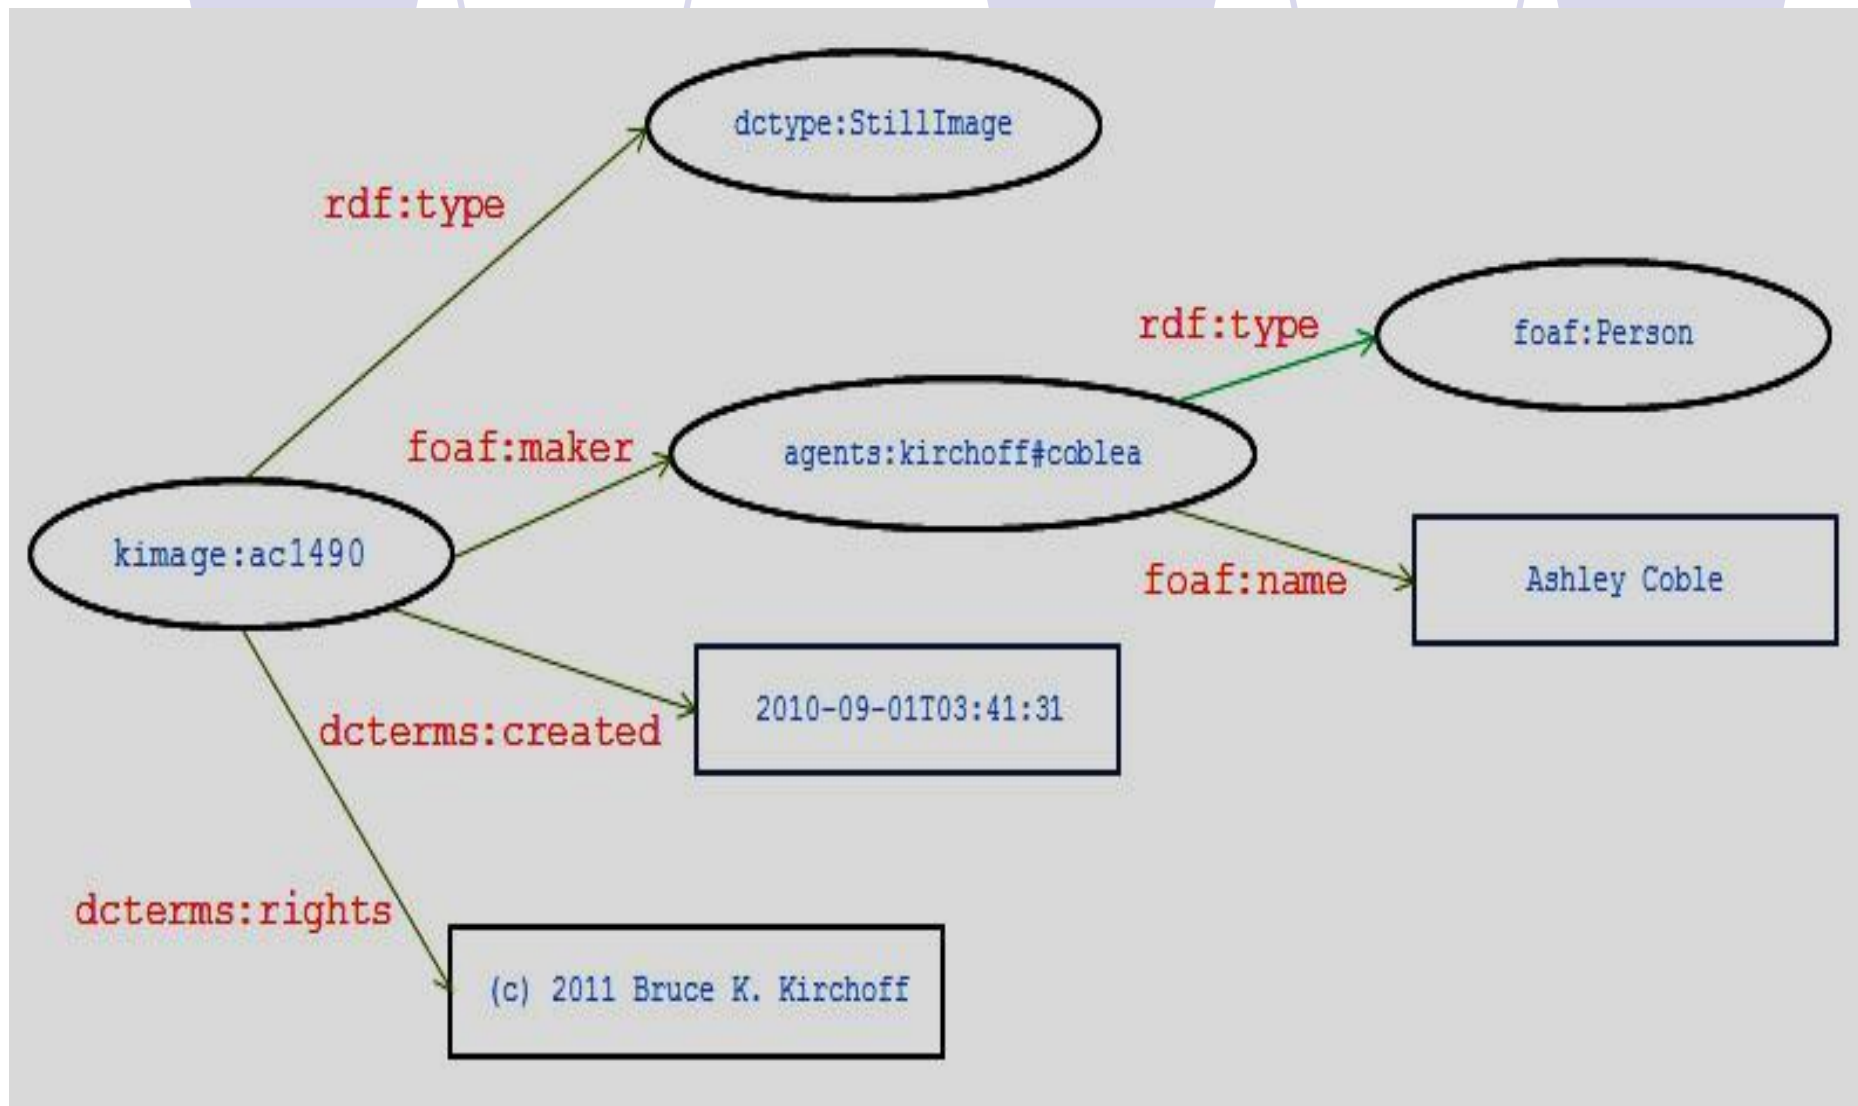 dctype:StillImage
rdf:type
rdf:type
foaf:Person
foaf:maker
agents:kirchoff#coblea
kimage:ac1490
foaf:name
Ashley Coble
dcterms:created
2010-09-01T03:41:31
dcterms:rights
(c) 2011 Bruce K. Kirchoff